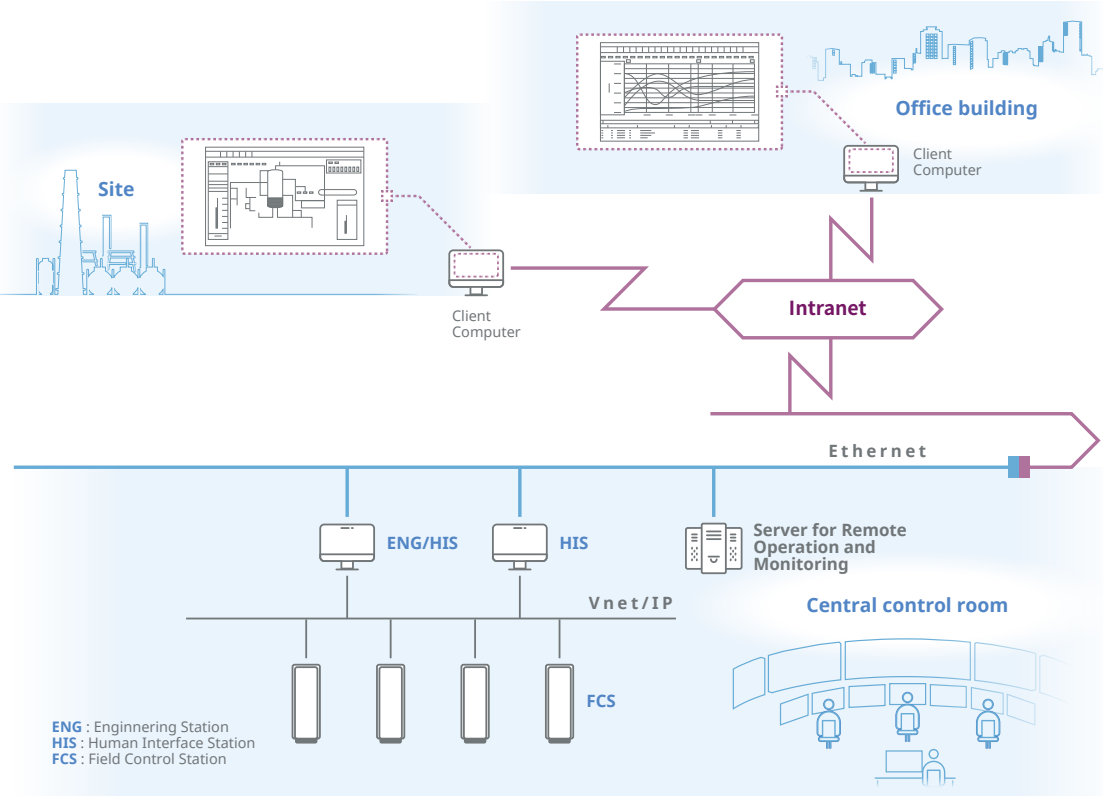 Office building
Client
Computer
Site
Client
Computer
Intranet
Ethernet
ENG/HIS
HIS
Server for Remote
Operation and
Monitoring
Vnet/IP
Central control room
FCS
ENG : Enginnering Station
HIS : Human Interface Station
FCS : Field Control Station